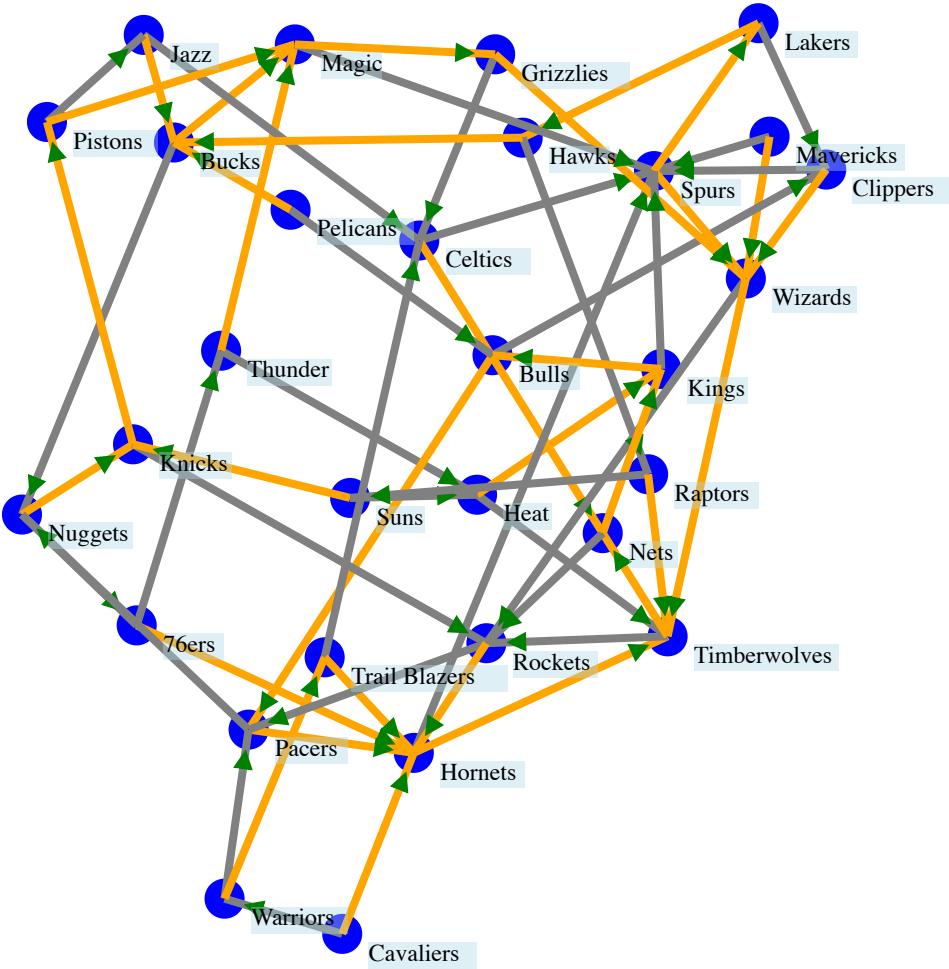 Lakers
Jazz
Magic
Grizzlies
Pistons
Bucks
Hawks
Mavericks
Spurs
Clippers
Pelicans
Celtics
Wizards
Thunder
Bulls
Kings
Knicks
Raptors
Suns
Heat
Nuggets
Nets
76ers
Rockets
Timberwolves
Trail Blazers
Pacers
Hornets
Warriors
Cavaliers